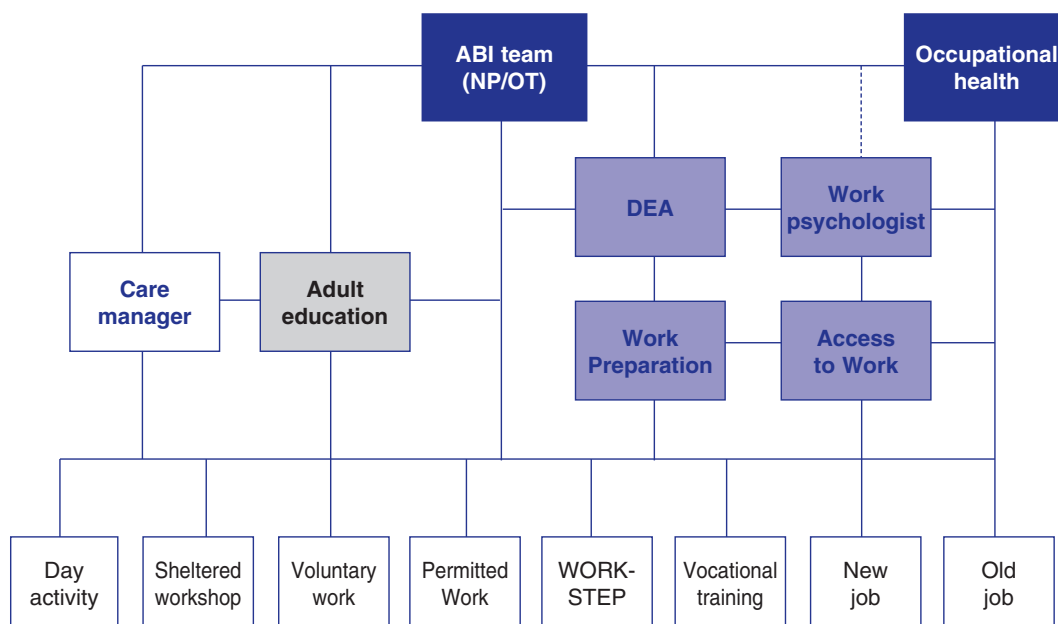 ABI team
(NP/OT)
Occupational
health
DEA
Work
psychologist
Care
manager
Adult
education
Work
Preparation
Access
to Work
Day
activity
Sheltered
workshop
Voluntary
work
Permitted
Work
WORK-
STEP
Vocational
training
New
job
Old
job